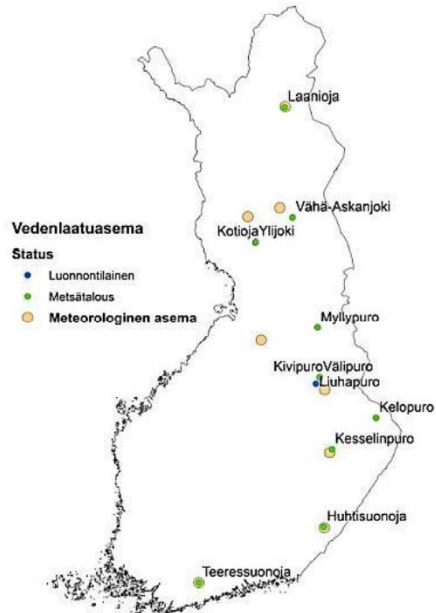 Laanioja
Vähä-Askanjoki
KotiojaYlijoki
Vedenlaatuasema
Status
Luonnontilainen
Metsätalous
Meteorologinen asema
Myllypuro
KivipuroVälipuro
Liuhapuro
Kelopuro
Kesselinpuro
Huhtisuonoja
Teeressuonoja